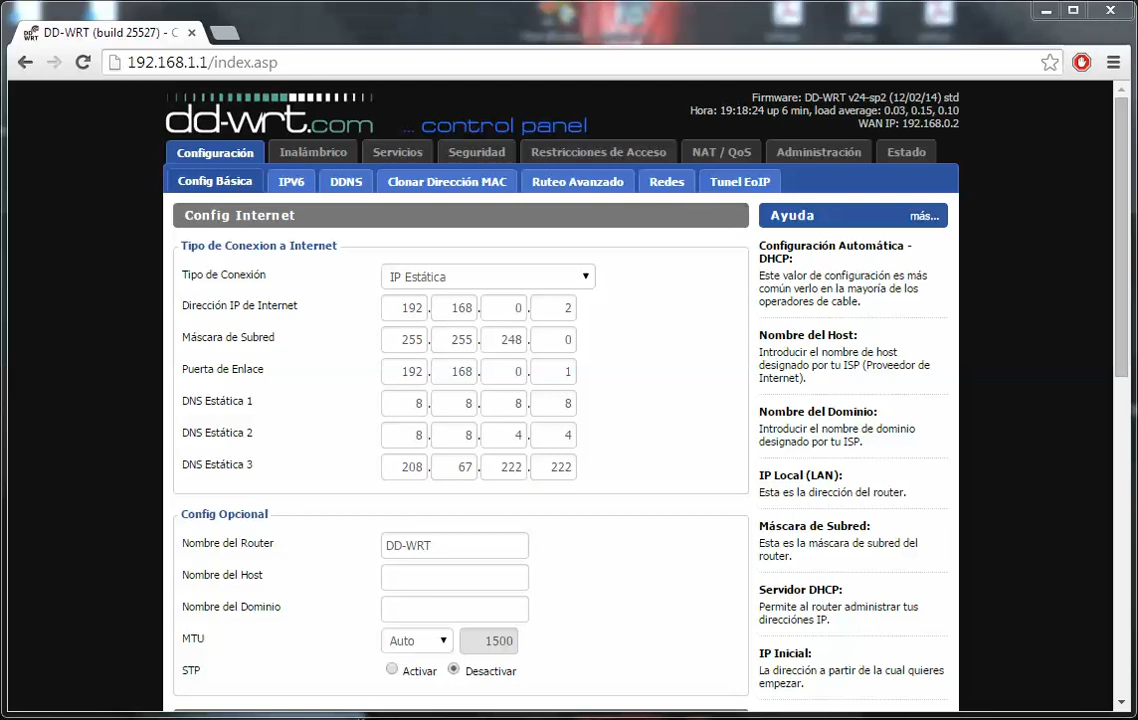 DD-WRT (build 25527) - C
192.168.1.1/index.asp
dd-wrt.com ... control panel
Firmware: DD-WRT v24-sp2 (12/02/14) std
Hora: 19:18:24 up 6 min, load average: 0.03, 0.15, 0.10
WAN IP: 192.168.0.2
Configuración Inalámbrico Servicios Seguridad Restricciones de Acceso NAT / QoS Administración Estado
Config Básica IPV6 DDNS Clonar Dirección MAC Ruteo Avanzado Redes Tunel EoIP
Config Internet
Tipo de Conexion a Internet
Tipo de Conexión IP Estática
Dirección IP de Internet 192. 168. 0. 2
Máscara de Subred 255. 255. 248. 0
Puerta de Enlace 192. 168. 0. 1
DNS Estática 1 8. 8. 8. 8
DNS Estática 2 8. 8. 4. 4
DNS Estática 3 208. 67. 222. 222
Config Opcional
Nombre del Router DD-WRT
Nombre del Host
Nombre del Dominio
MTU Auto 1500
STP Activar Desactivar
Ayuda más...
Configuración Automática -
DHCP:
Este valor de configuración es más
común verlo en la mayoría de los
operadores de cable.
Nombre del Host:
Introducir el nombre de host
designado por tu ISP (Proveedor de
Internet).
Nombre del Dominio:
Introducir el nombre de dominio
designado por tu ISP.
IP Local (LAN):
Esta es la dirección del router.
Máscara de Subred:
Esta es la máscara de subred del
router.
Servidor DHCP:
Permite al router administrar tus
direcciónes IP.
IP Inicial:
La dirección a partir de la cual quieres
empezar.